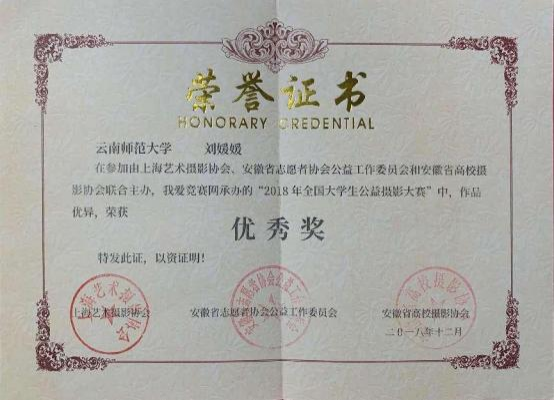 荣誉证书
HONORARY CREDENTIAL
云南师范大学 刘媛媛
在参加由上海艺术摄影协会、安徽省志愿者协会公益工作委员会和安徽省高校摄
影协会联合主办，我爱竞赛网承办的“2018年全国大学生公益摄影大赛”中，作品
优异，荣获
优秀奖
特发此证，以资证明！
上海艺术摄影协会 安徽省志愿者协会公益工作委员会 安徽省高校摄影协会
二〇一八年十二月